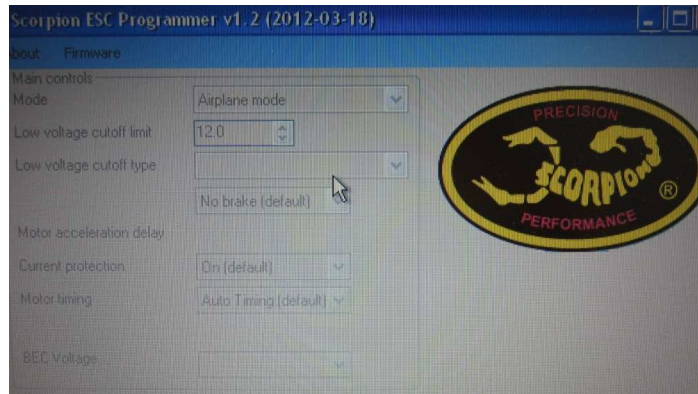 Scorpion ESC Programmer v1.2 (2012-03-18)
bout Firmware
Main controls
Mode Airplane mode
Low voltage cutoff limit 12.0
Low voltage cutoff type
No brake (default)
Motor acceleration delay
Current protection On (default)
Motor timing Auto Timing (default)
BEC Voltage
PRECISION
SCORPION
®
PERFORMANCE